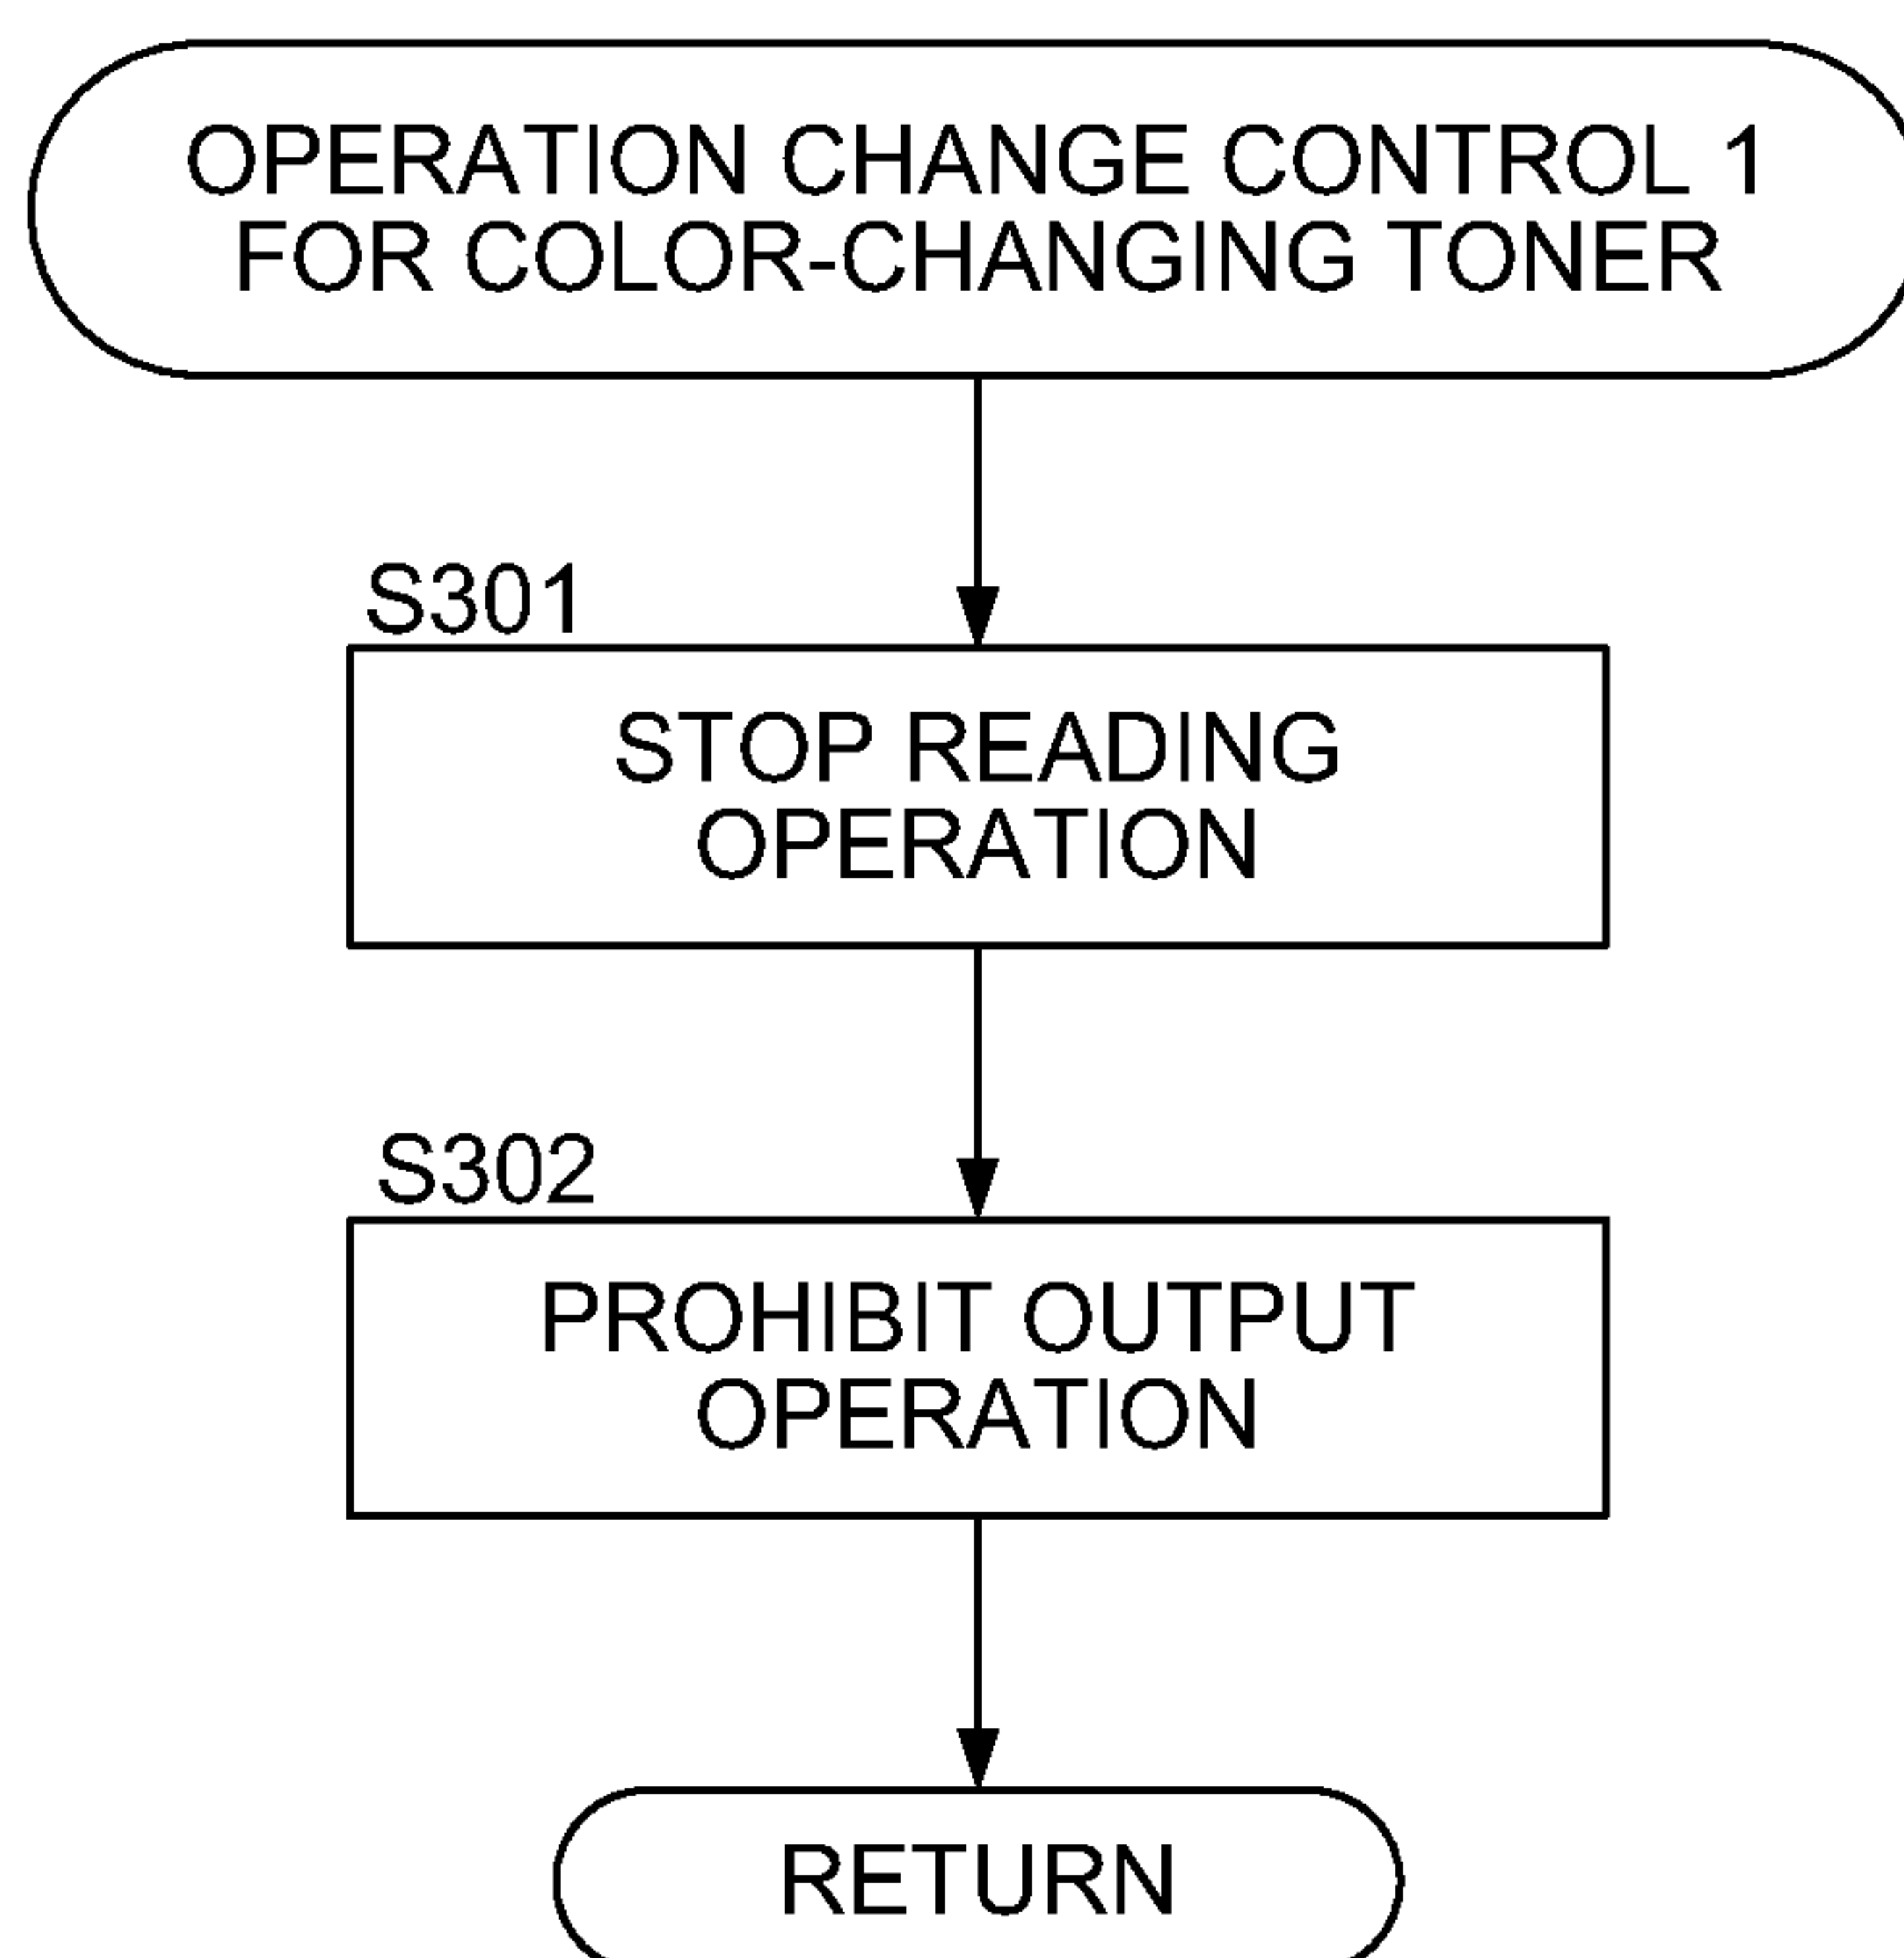 OPERATION CHANGE CONTROL 1
FOR COLOR-CHANGING TONER
S301
STOP READING
OPERATION
S302
PROHIBIT OUTPUT
OPERATION
RETURN